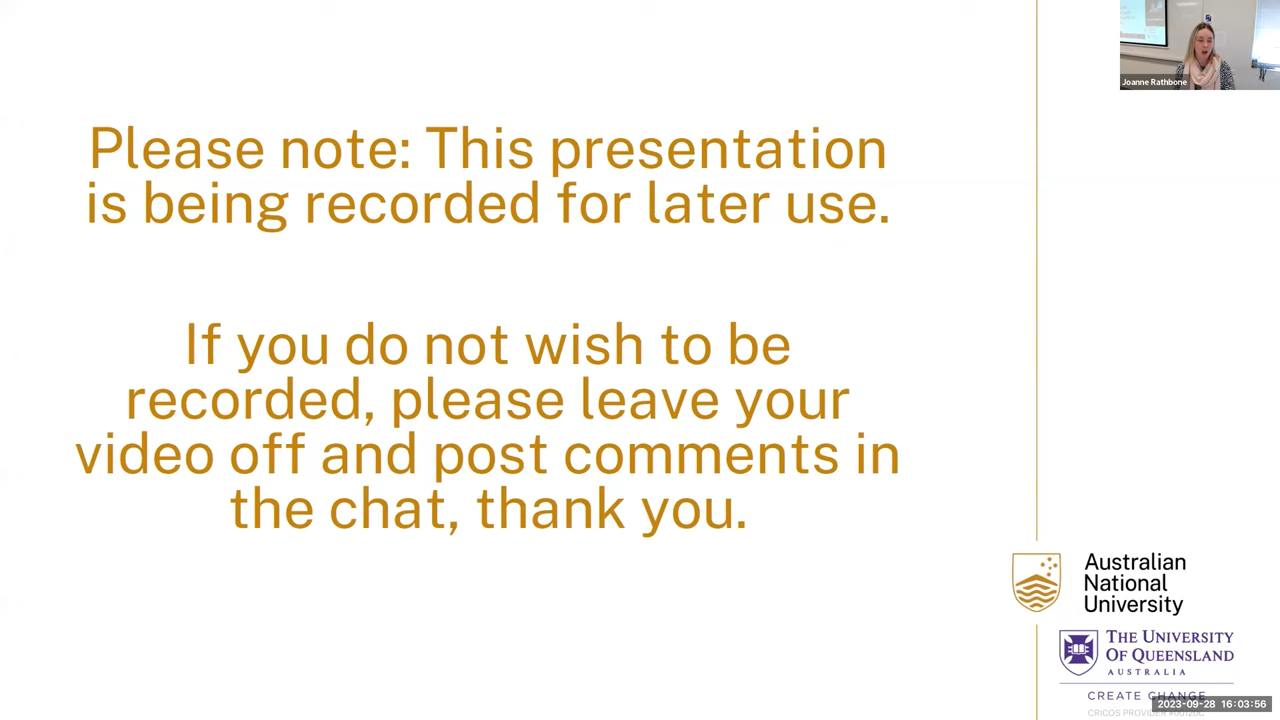 Please note: This presentation
is being recorded for later use.
If you do not wish to be
recorded, please leave your
video off and post comments in
the chat, thank you.
Joanne Rathbone
Australian
National
University
THE UNIVERSITY
OF QUEENSLAND
AUSTRALIA
CREATE CHANGE
2023-09-28 16:03:56
CRICOS PROVIDER